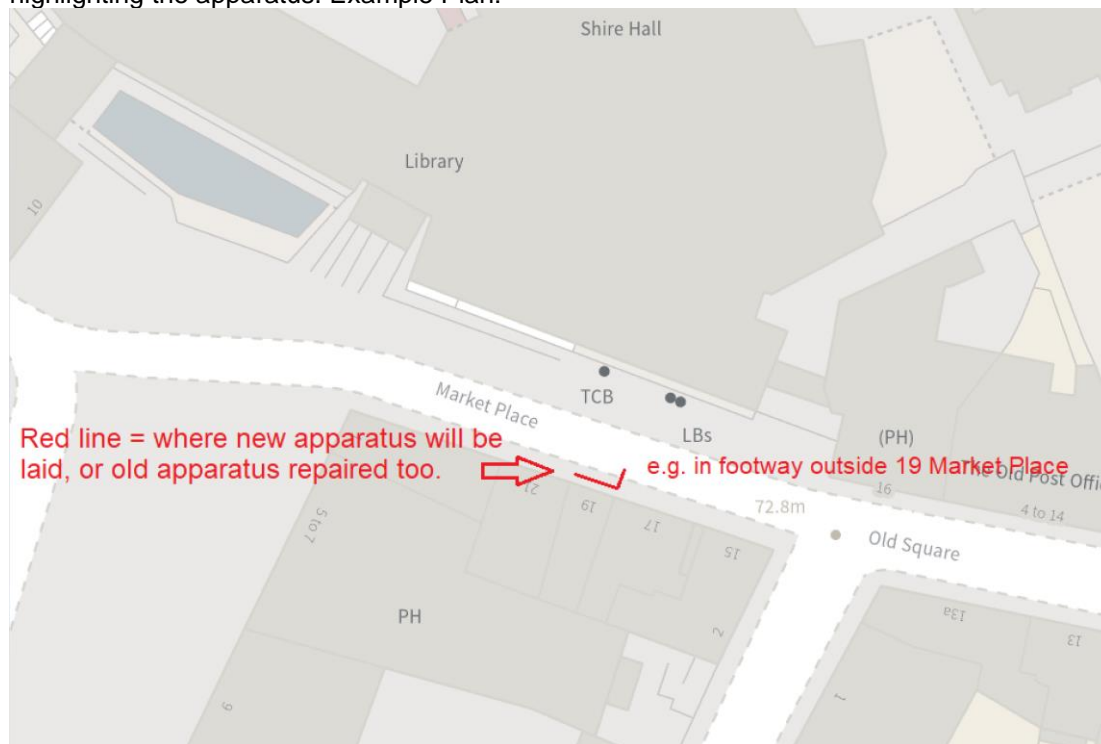 highlighting the apparatus. Example Plan:
Shire Hall
Library
10
Market Place
TCB
LBs
(PH)
Red line = where new apparatus will be
laid, or old apparatus repaired too.
e.g. in footway outside 19 Market Place
The Old Post Offi
16
4 to 14
72.8m
Old Square
21
19
17
15
5 to 7
PH
2
13a
13
9
1